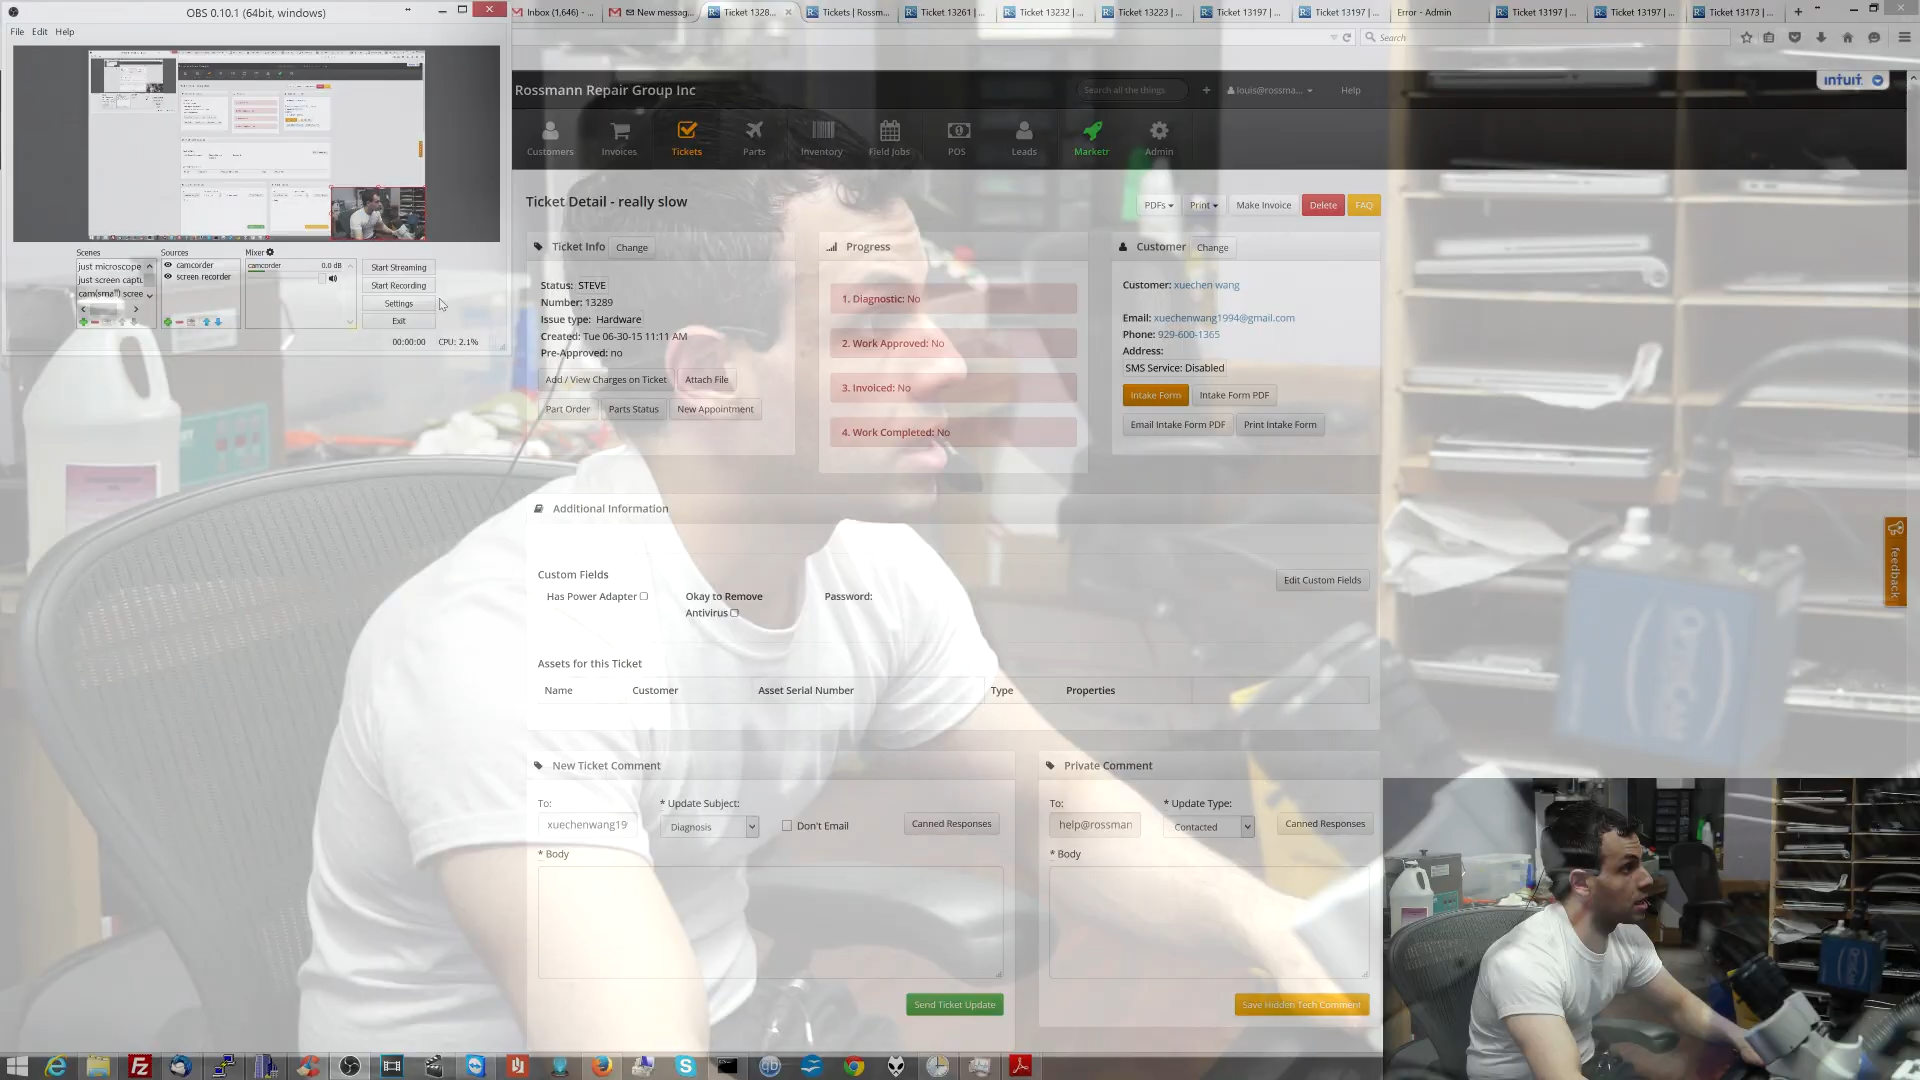 OBS 0.10.1 (64bit, windows)
File Edit Help
Scenes Sources Mixer
just microscope
just screen captu
cam(small) scree
camcorder
screen recorder
camcorder 0.0 dB
Start Streaming
Start Recording
Settings
Exit
00:00:00 CPU: 2.1%
Inbox (1,646) - ...
New messag...
Ticket 1328...
Tickets | Rossm...
Ticket 13261 | ...
Ticket 13232 | ...
Ticket 13223 | ...
Ticket 13197 | ...
Ticket 13197 | ...
Error - Admin
Ticket 13197 | ...
Ticket 13197 | ...
Ticket 13173 | ...
Search
Rossmann Repair Group Inc
Search all the things
louis@rossma...
Help
intuit.
Customers Invoices Tickets Parts Inventory Field Jobs POS Leads Marketr Admin
Ticket Detail - really slow
PDFs Print Make Invoice Delete FAQ
Ticket Info Change
Status: STEVE
Number: 13289
Issue type: Hardware
Created: Tue 06-30-15 11:11 AM
Pre-Approved: no
Add / View Charges on Ticket Attach File
Part Order Parts Status New Appointment
Progress
1. Diagnostic: No
2. Work Approved: No
3. Invoiced: No
4. Work Completed: No
Customer Change
Customer: xuechen wang
Email: xuechenwang1994@gmail.com
Phone: 929-600-1365
Address:
SMS Service: Disabled
Intake Form Intake Form PDF
Email Intake Form PDF Print Intake Form
Additional Information
Custom Fields
Edit Custom Fields
Has Power Adapter
Okay to Remove
Antivirus
Password:
Assets for this Ticket
Name Customer Asset Serial Number Type Properties
feedback
New Ticket Comment
To: * Update Subject:
xuechenwang19 Diagnosis Don't Email Canned Responses
* Body
Send Ticket Update
Private Comment
To: * Update Type:
help@rossman Contacted Canned Responses
* Body
Save Hidden Tech Comment